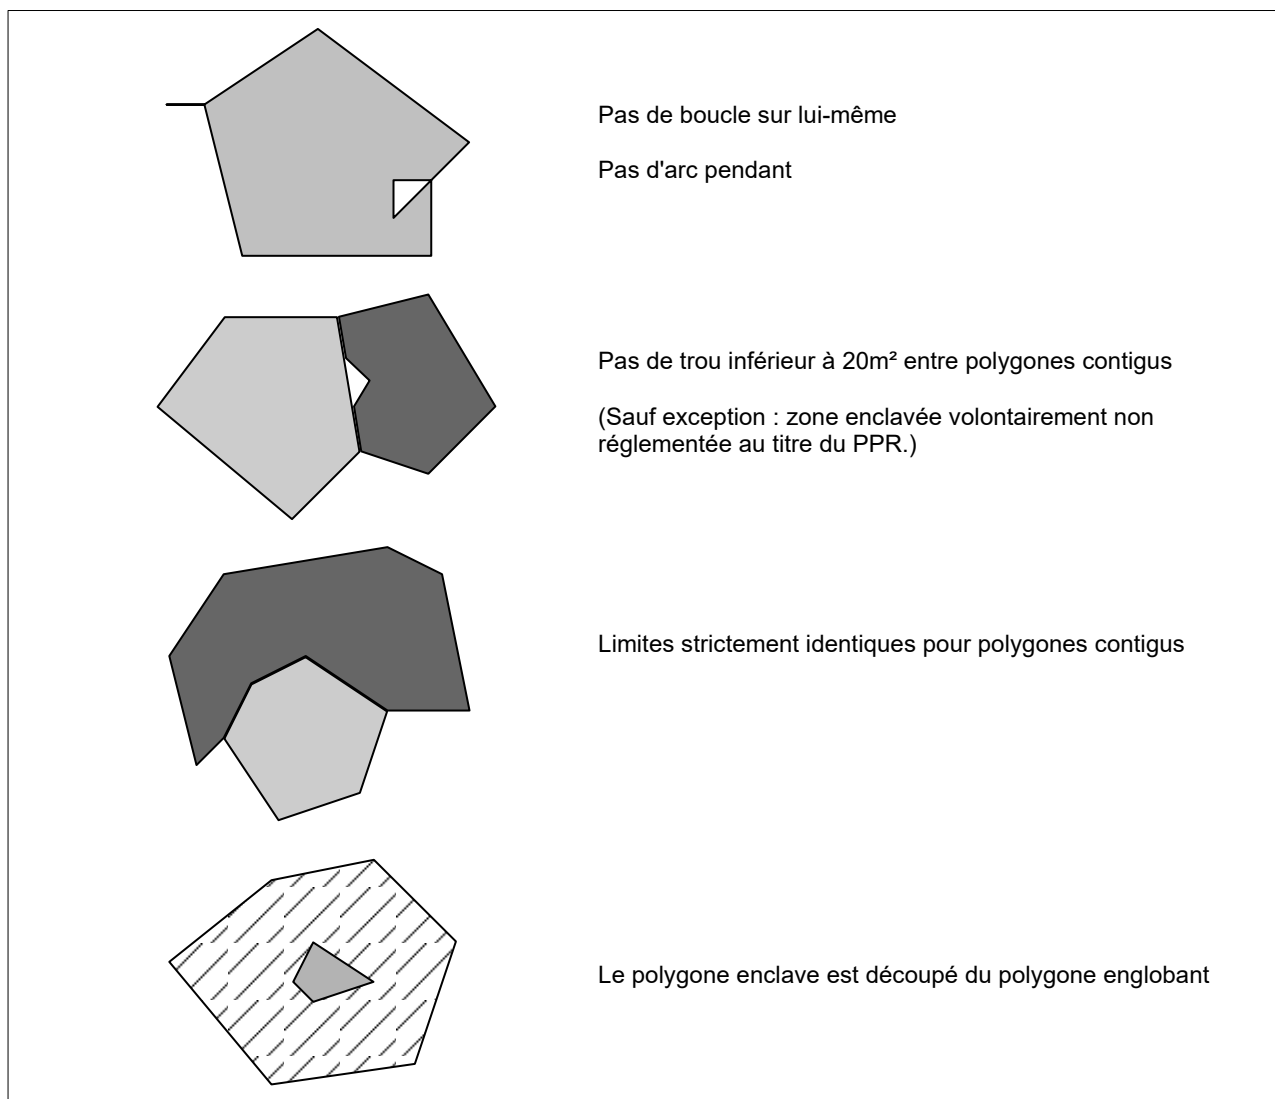 Pas de boucle sur lui-même
Pas d'arc pendant
Pas de trou inférieur à 20m² entre polygones contigus
(Sauf exception : zone enclavée volontairement non
réglementée au titre du PPR.)
Limites strictement identiques pour polygones contigus
Le polygone enclave est découpé du polygone englobant